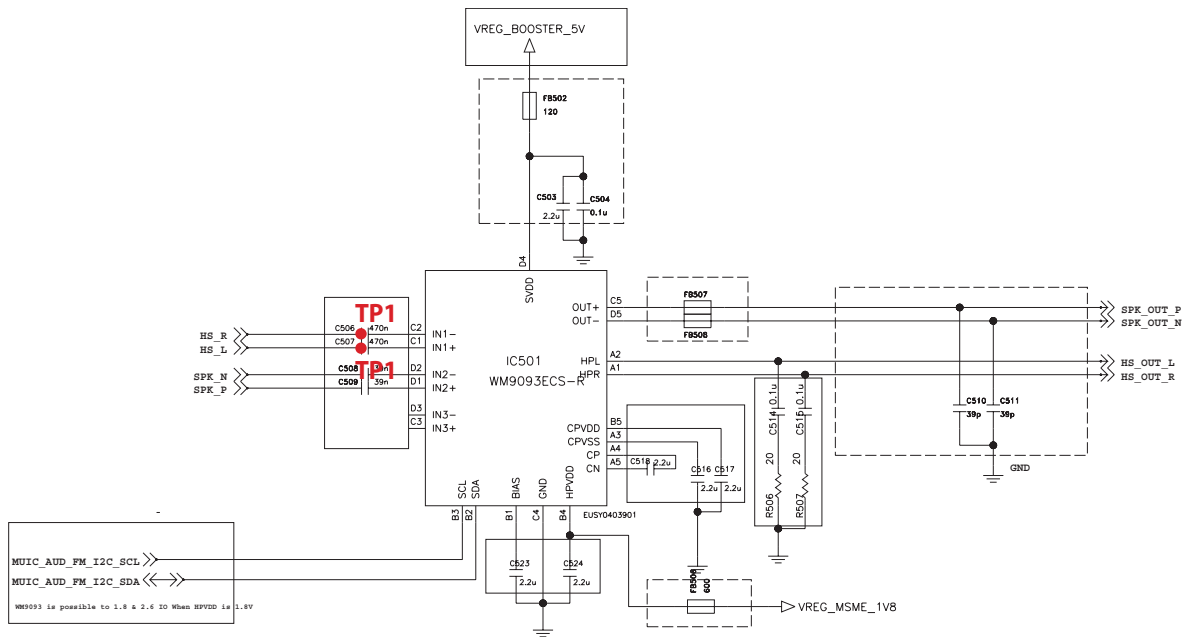 VREG_BOOSTER_5V
FB502
120
C503
2.2u
C504
0.1u
D4
SVDD
TP1
HS_R
HS_L
C506
470n
C507
470n
C2
C1
IN1-
IN1+
TP1
SPK_N
SPK_P
C508
C509
39n
D2
D1
IN2-
IN2+
D3
C3
IN3-
IN3+
IC501
WM9093ECS-R
OUT+
OUT-
C5
D5
FB507
FB508
SPK_OUT_P
SPK_OUT_N
HPL
HPR
A2
A1
HS_OUT_L
HS_OUT_R
C514
0.1u
C515
0.1u
20
20
R506
R507
C510
39p
C511
39p
GND
CPVDD
CPVSS
CP
CN
B5
A3
A4
A5
C518
2.2u
C516
2.2u
C517
2.2u
SCL
SDA
BIAS
GND
HPVDD
B3
B2
B1
C4
B4
EUSY0403901
-
MUIC_AUD_FM_I2C_SCL
MUIC_AUD_FM_I2C_SDA
WM9093 is possible to 1.8 & 2.6 IO When HPVDD is 1.8V
C523
2.2u
C524
2.2u
600
VREG_MSME_1V8